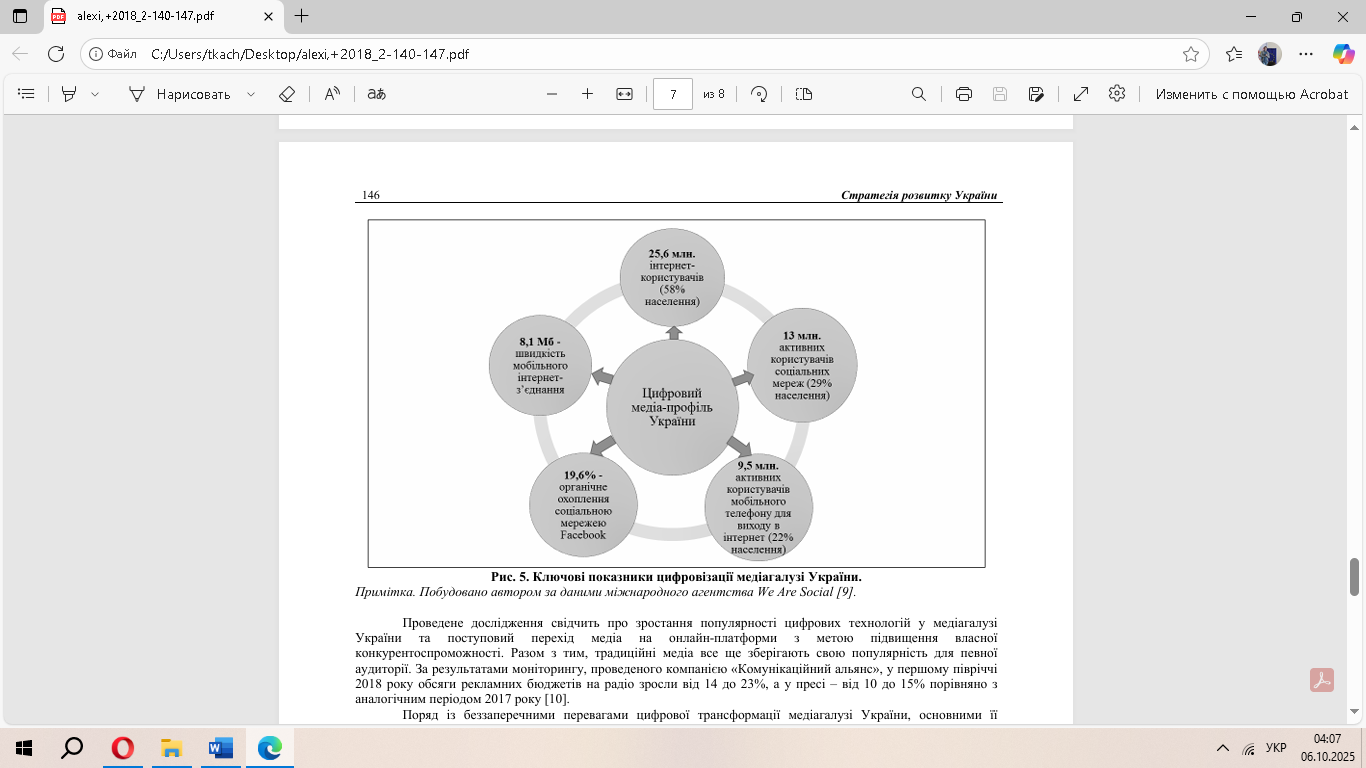 alexi,+2018_2-140-147.pdf
Файл C:/Users/tkach/Desktop/alexi,+2018_2-140-147.pdf
Нарисовать
7 из 8
Изменить с помощью Acrobat
146 Стратегія розвитку України
25,6 млн.
інтернет-
користувачів
(58%
населення)
13 млн.
активних
користувачів
соціальних
мереж (29%
населення)
8,1 Мб -
швидкість
мобільного
інтернет-
з’єднання
Цифровий
медіа-профіль
України
19,6% -
органічне
охоплення
соціальною
мережею
Facebook
9,5 млн.
активних
користувачів
мобільного
телефону для
виходу в
інтернет (22%
населення)
Рис. 5. Ключові показники цифровізації медіагалузі України.
Примітка. Побудовано автором за даними міжнародного агентства We Are Social [9].
Проведене дослідження свідчить про зростання популярності цифрових технологій у медіагалузі
України та поступовий перехід медіа на онлайн-платформи з метою підвищення власної
конкурентоспроможності. Разом з тим, традиційні медіа все ще зберігають свою популярність для певної
аудиторії. За результатами моніторингу, проведеного компанією «Комунікаційний альянс», у першому півріччі
2018 року обсяги рекламних бюджетів на радіо зросли від 14 до 23%, а у пресі – від 10 до 15% порівняно з
аналогічним періодом 2017 року [10].
Поряд із беззаперечними перевагами цифрової трансформації медіагалузі України, основними її
УКР
04:07
06.10.2025